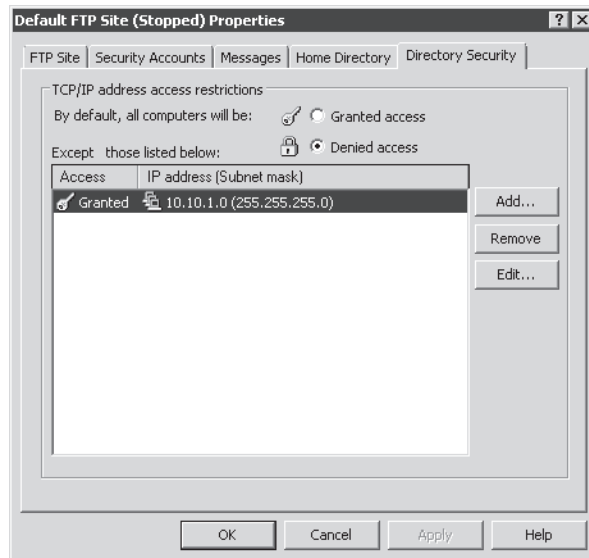 Default FTP Site (Stopped) Properties
? X
FTP Site Security Accounts Messages Home Directory Directory Security
TCP/IP address access restrictions
By default, all computers will be: Granted access
Denied access
Except those listed below:
Access IP address (Subnet mask)
Granted 10.10.1.0 (255.255.255.0)
Add...
Remove
Edit...
OK Cancel Apply Help